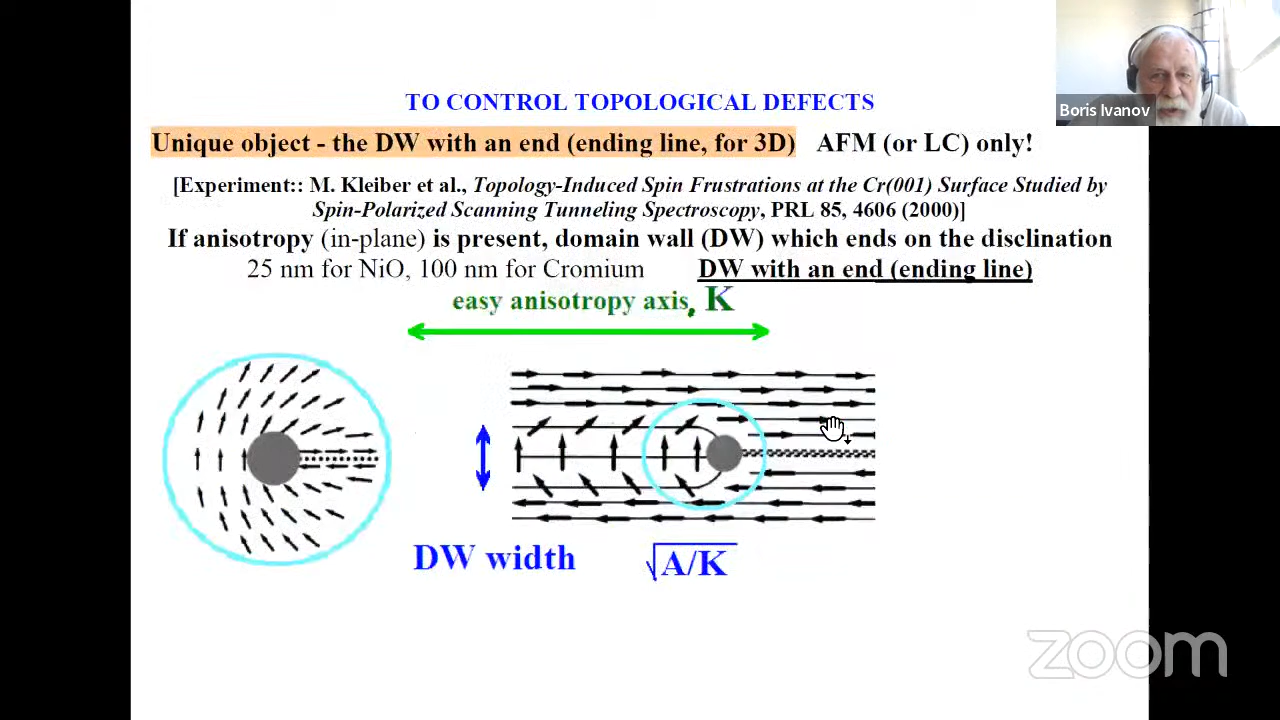 TO CONTROL TOPOLOGICAL DEFECTS
Unique object - the DW with an end (ending line, for 3D) AFM (or LC) only!
[Experiment:: M. Kleiber et al., Topology-Induced Spin Frustrations at the Cr(001) Surface Studied by
Spin-Polarized Scanning Tunneling Spectroscopy, PRL 85, 4606 (2000)]
If anisotropy (in-plane) is present, domain wall (DW) which ends on the disclination
25 nm for NiO, 100 nm for Cromium DW with an end (ending line)
easy anisotropy axis, K
DW width √A/K
Boris Ivanov
zoom